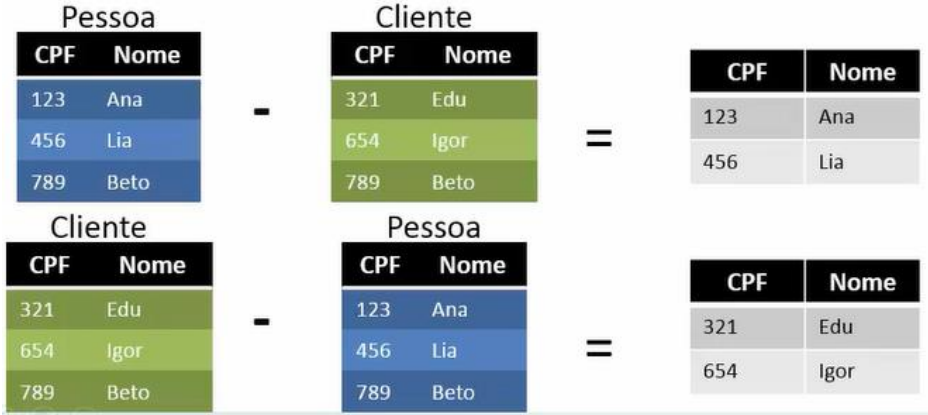 Pessoa Cliente
CPF Nome CPF Nome CPF Nome
123 Ana - 321 Edu = 123 Ana
456 Lia 654 Igor 456 Lia
789 Beto 789 Beto
Cliente Pessoa
CPF Nome CPF Nome CPF Nome
321 Edu - 123 Ana = 321 Edu
654 Igor 456 Lia 654 Igor
789 Beto 789 Beto